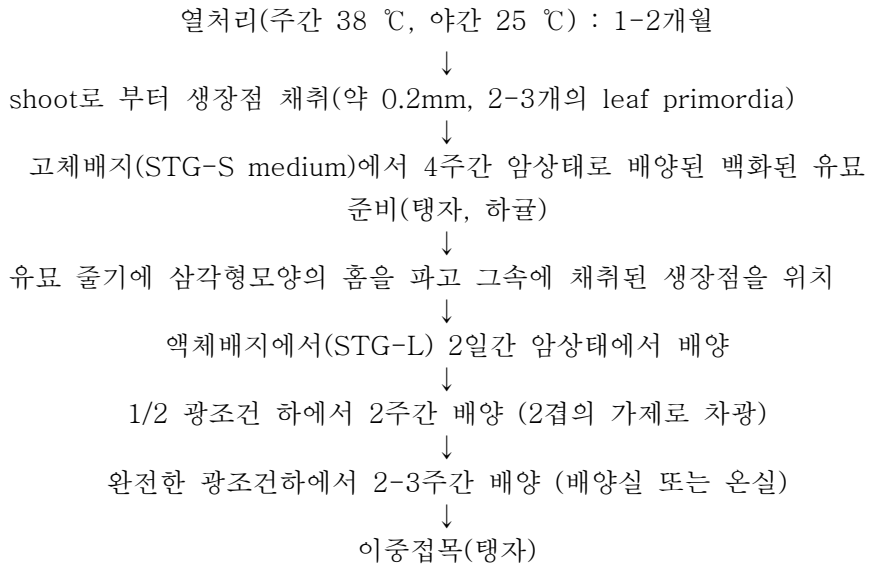 열처리(주간 38 ℃, 야간 25 ℃) : 1-2개월
↓
shoot로 부터 생장점 채취(약 0.2mm, 2-3개의 leaf primordia)
↓
고체배지(STG-S medium)에서 4주간 암상태로 배양된 백화된 유묘
준비(탱자, 하귤)
↓
유묘 줄기에 삼각형모양의 홈을 파고 그속에 채취된 생장점을 위치
↓
액체배지에서(STG-L) 2일간 암상태에서 배양
↓
1/2 광조건 하에서 2주간 배양 (2겹의 가제로 차광)
↓
완전한 광조건하에서 2-3주간 배양 (배양실 또는 온실)
↓
이중접목(탱자)